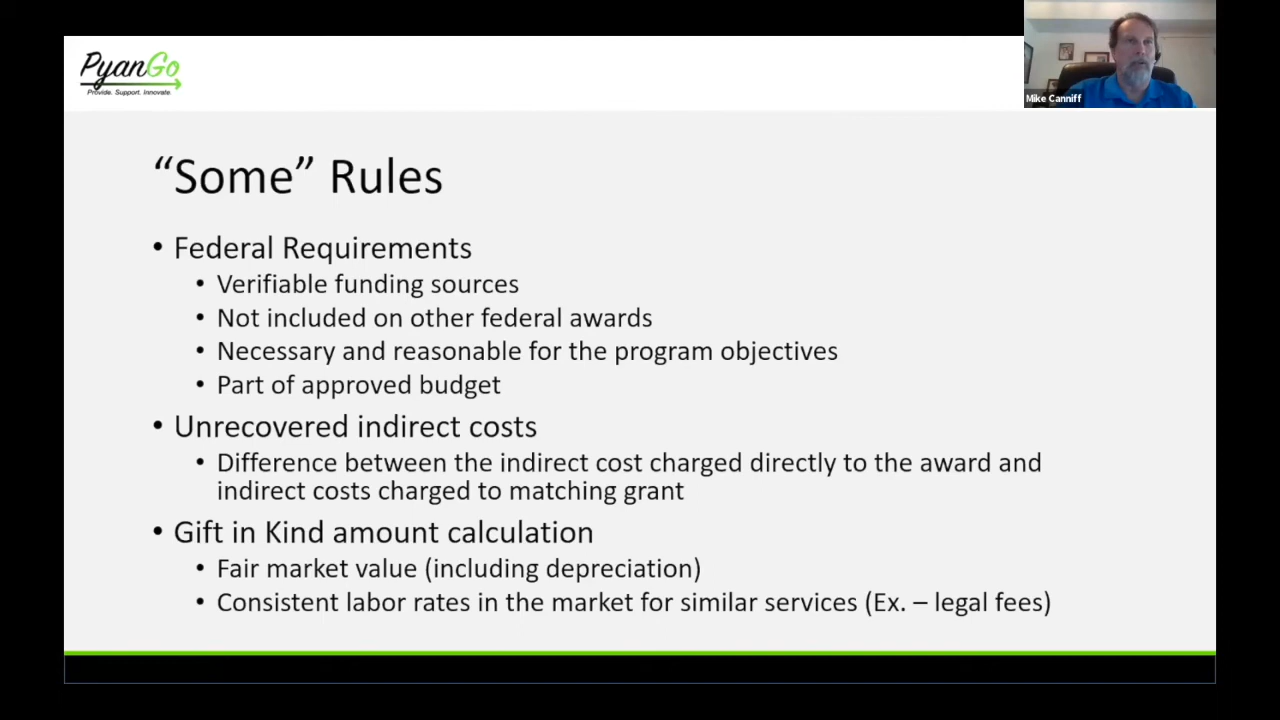 PyanGo
Provide. Support. Innovate.
Mike Canniff
“Some” Rules
• Federal Requirements
• Verifiable funding sources
• Not included on other federal awards
• Necessary and reasonable for the program objectives
• Part of approved budget
• Unrecovered indirect costs
• Difference between the indirect cost charged directly to the award and
indirect costs charged to matching grant
• Gift in Kind amount calculation
• Fair market value (including depreciation)
• Consistent labor rates in the market for similar services (Ex. – legal fees)